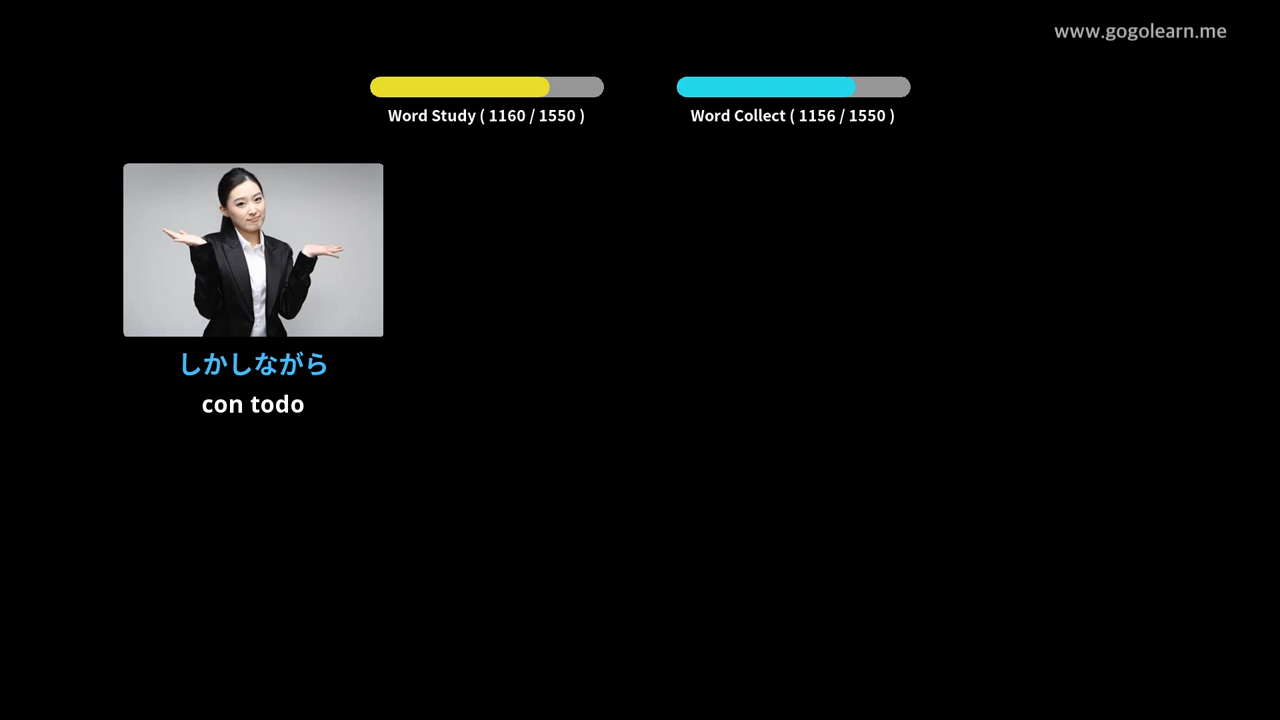 www.gogolearn.me
Word Study ( 1160 / 1550 )
Word Collect ( 1156 / 1550 )
しかしながら
con todo